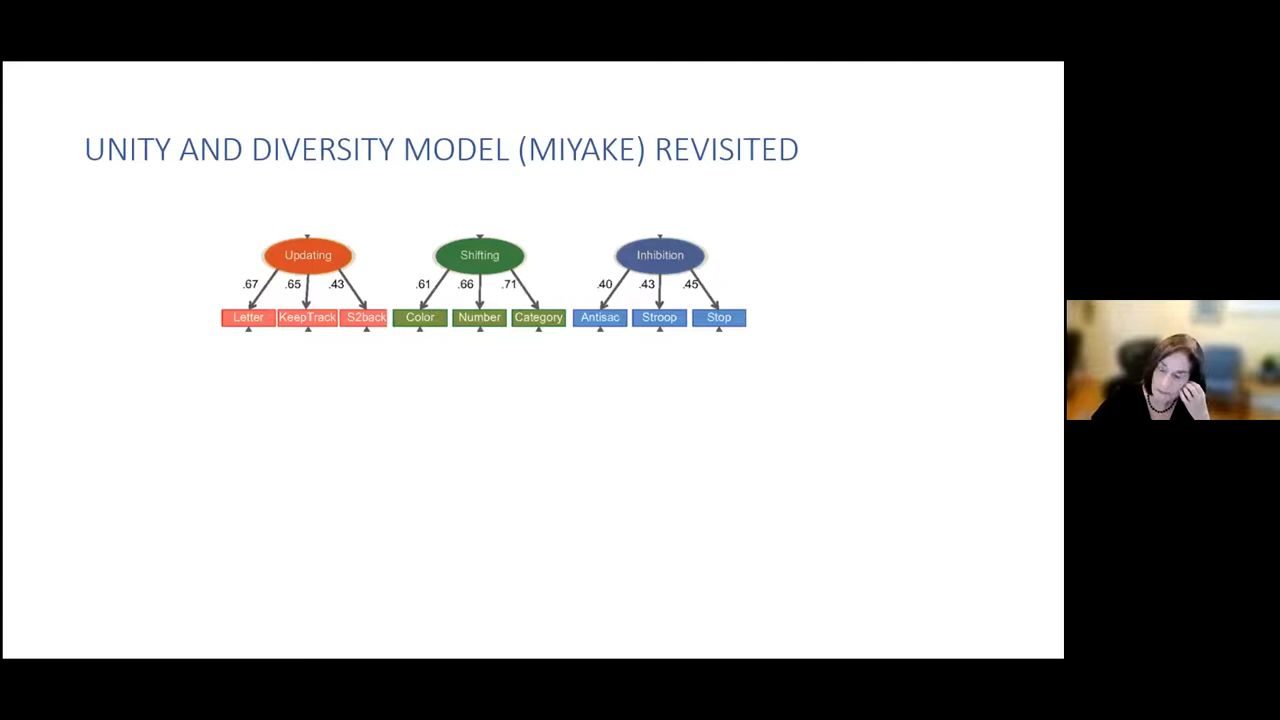 UNITY AND DIVERSITY MODEL (MIYAKE) REVISITED
Updating Shifting Inhibition
.67 .65 .43 .61 .66 .71 .40 .43 .45
Letter KeepTrack S2back Color Number Category Antisac Stroop Stop